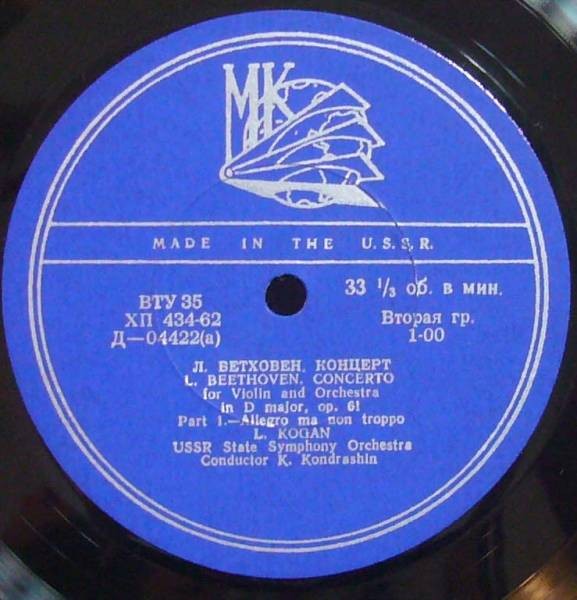 МК
MADE IN THE U.S.S.R.
ВТУ 35
ХП 434-62
Д—04422(а)
33 1/3 об. в мин.
Вторая гр.
1-00
Л. БЕТХОВЕН, КОНЦЕРТ
L. BEETHOVEN, CONCERTO
for Violin and Orchestra
in D major, op. 61
Part I.—Allegro ma non troppo
L. KOGAN
USSR State Symphony Orchestra
Conductor K. Kondrashin